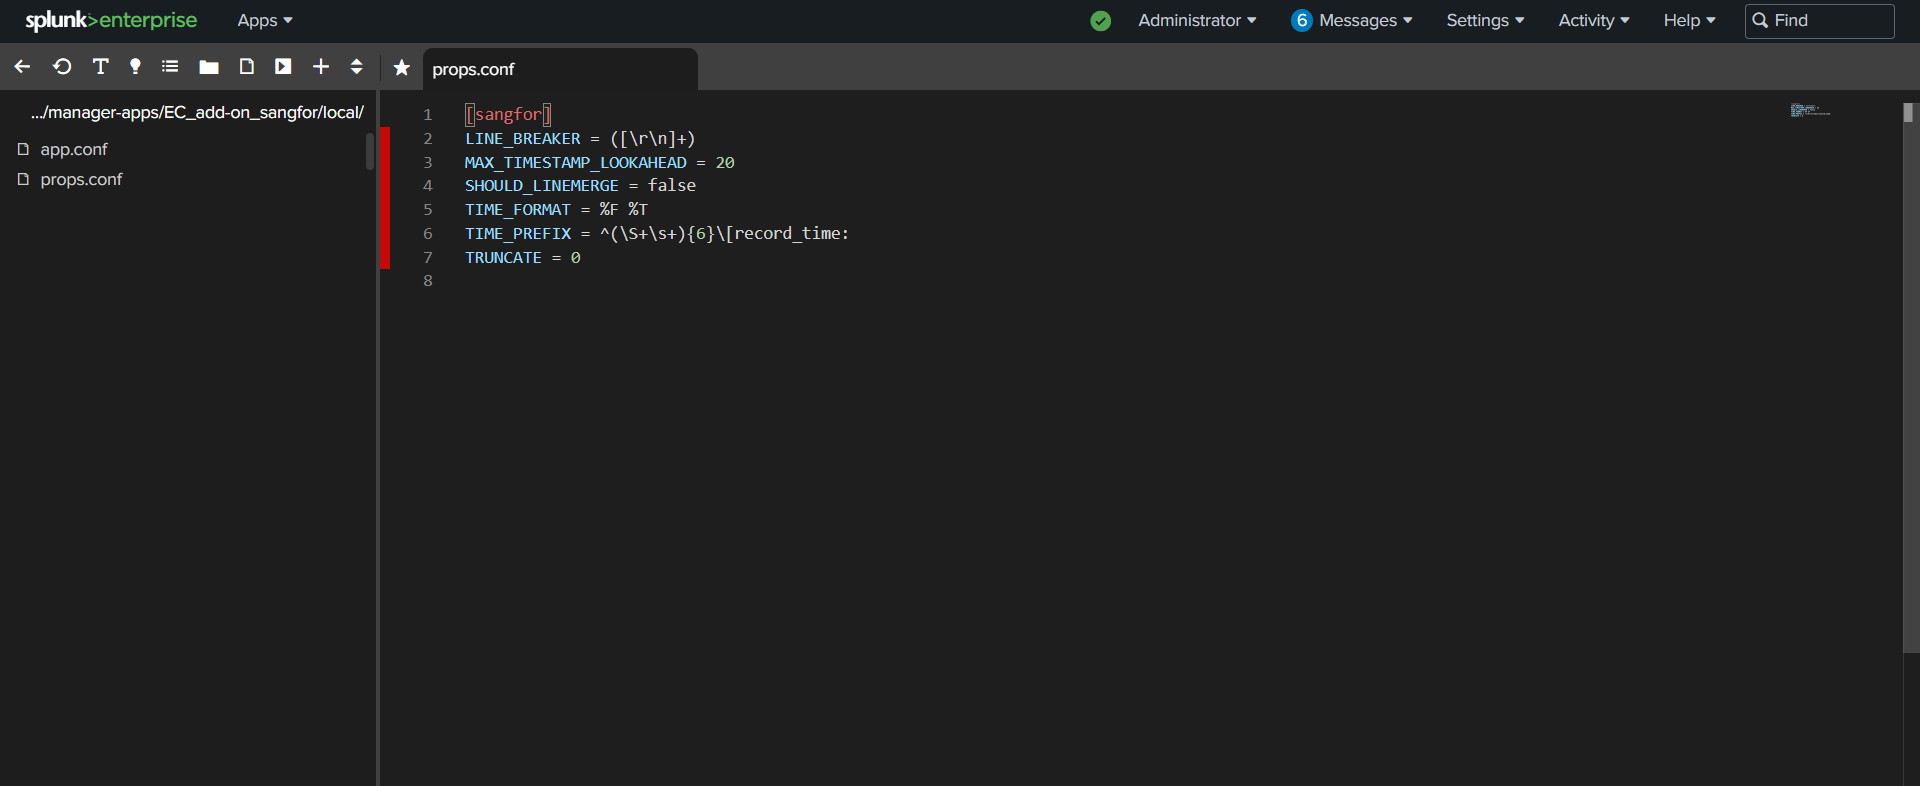 splunk>enterprise Apps Administrator 6 Messages Settings Activity Help Find
props.conf
.../manager-apps/EC_add-on_sangfor/local/
app.conf
props.conf
1 [sangfor]
2 LINE_BREAKER = ([\r\n]+)
3 MAX_TIMESTAMP_LOOKAHEAD = 20
4 SHOULD_LINEMERGE = false
5 TIME_FORMAT = %F %T
6 TIME_PREFIX = ^(\S+\s+){6}\[record_time:
7 TRUNCATE = 0
8